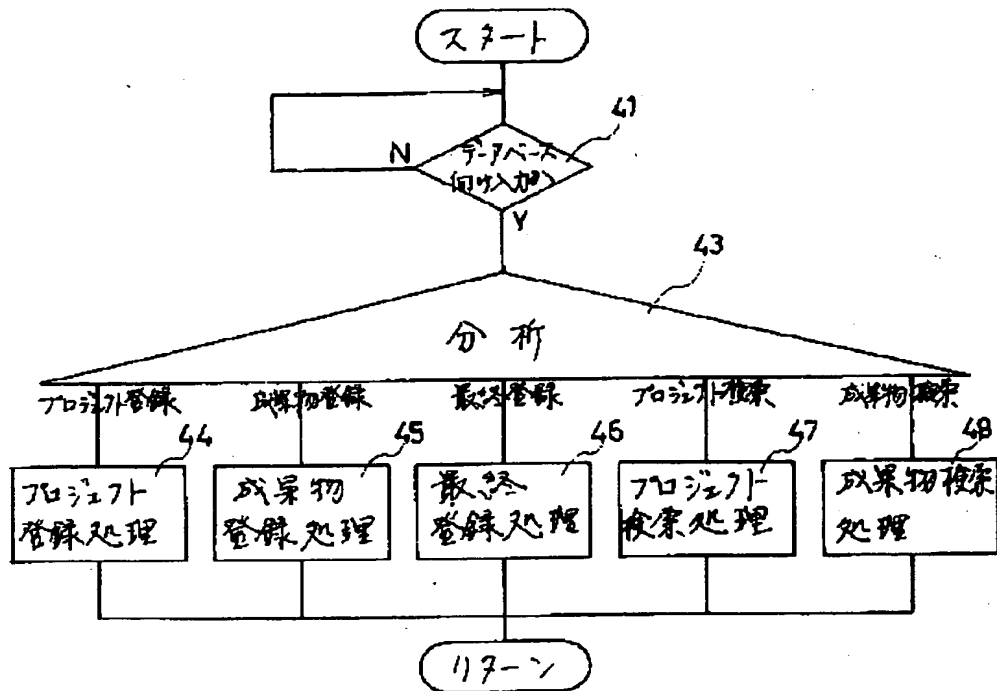 スタート
41
N
データベース
向け入力か
Y
43
分析
プロジェクト登録
成果物登録
最終登録
プロジェクト検索
成果物検索
44
45
46
47
48
プロジェクト
登録処理
成果物
登録処理
最終
登録処理
プロジェクト
検索処理
成果物検索
処理
リターン